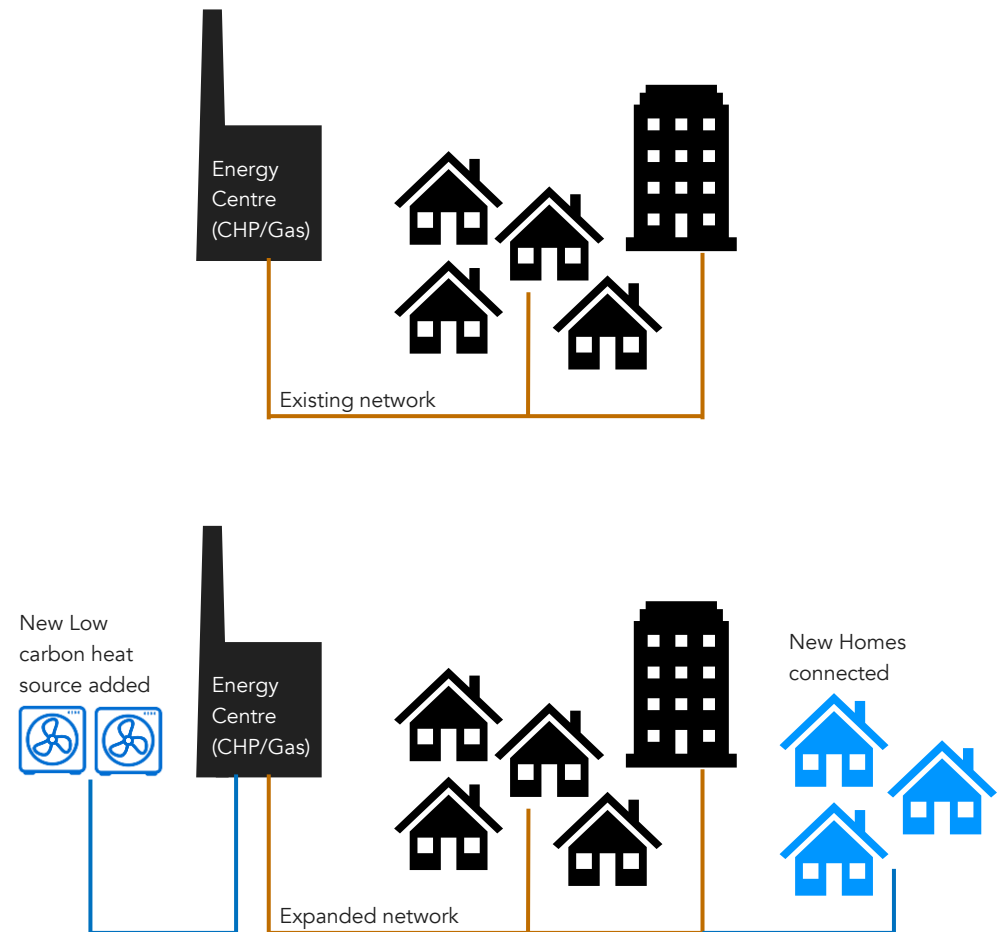 Energy
Centre
(CHP/Gas)
Existing network
New Low
carbon heat
source added
Energy
Centre
(CHP/Gas)
New Homes
connected
Expanded network